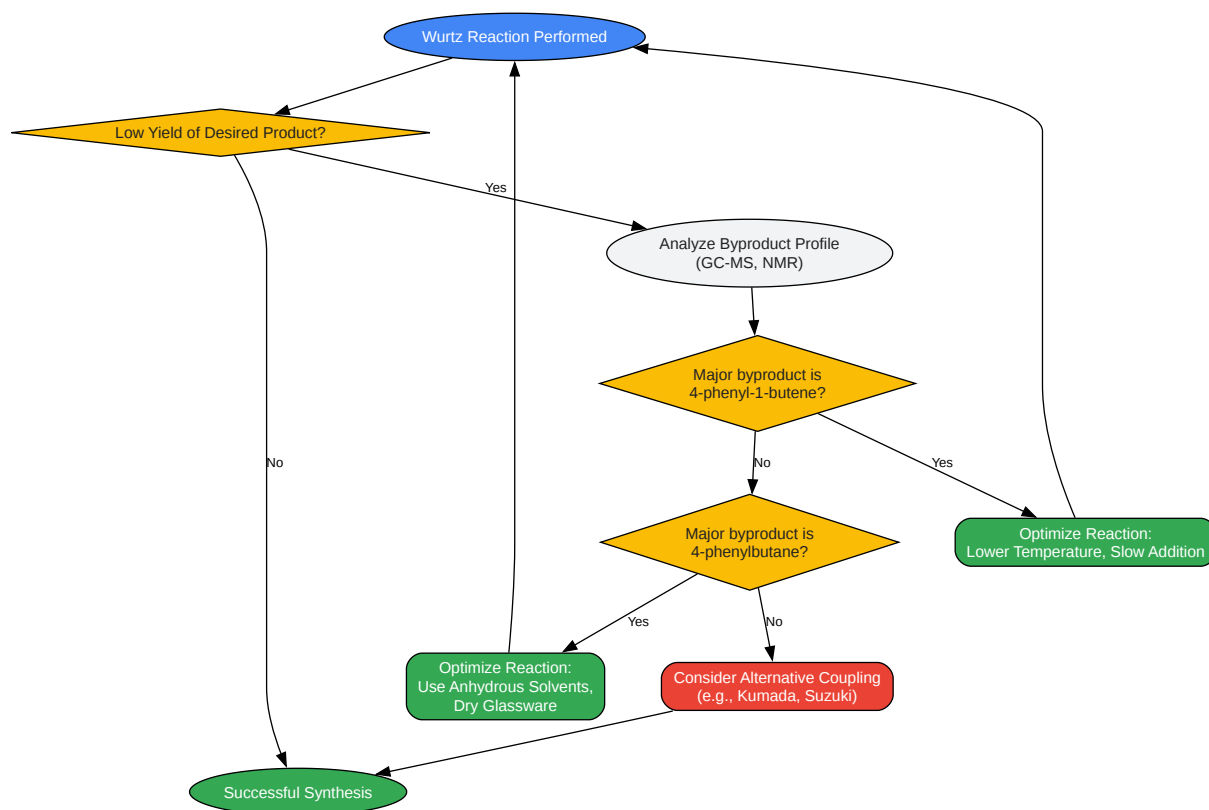 Wurtz Reaction Performed
Low Yield of Desired Product?
Yes
Analyze Byproduct Profile
(GC-MS, NMR)
Major byproduct is
4-phenyl-1-butene?
No
Yes
Major byproduct is
4-phenylbutane?
Optimize Reaction:
Lower Temperature, Slow Addition
No
Yes
No
Optimize Reaction:
Use Anhydrous Solvents,
Dry Glassware
Consider Alternative Coupling
(e.g., Kumada, Suzuki)
Successful Synthesis